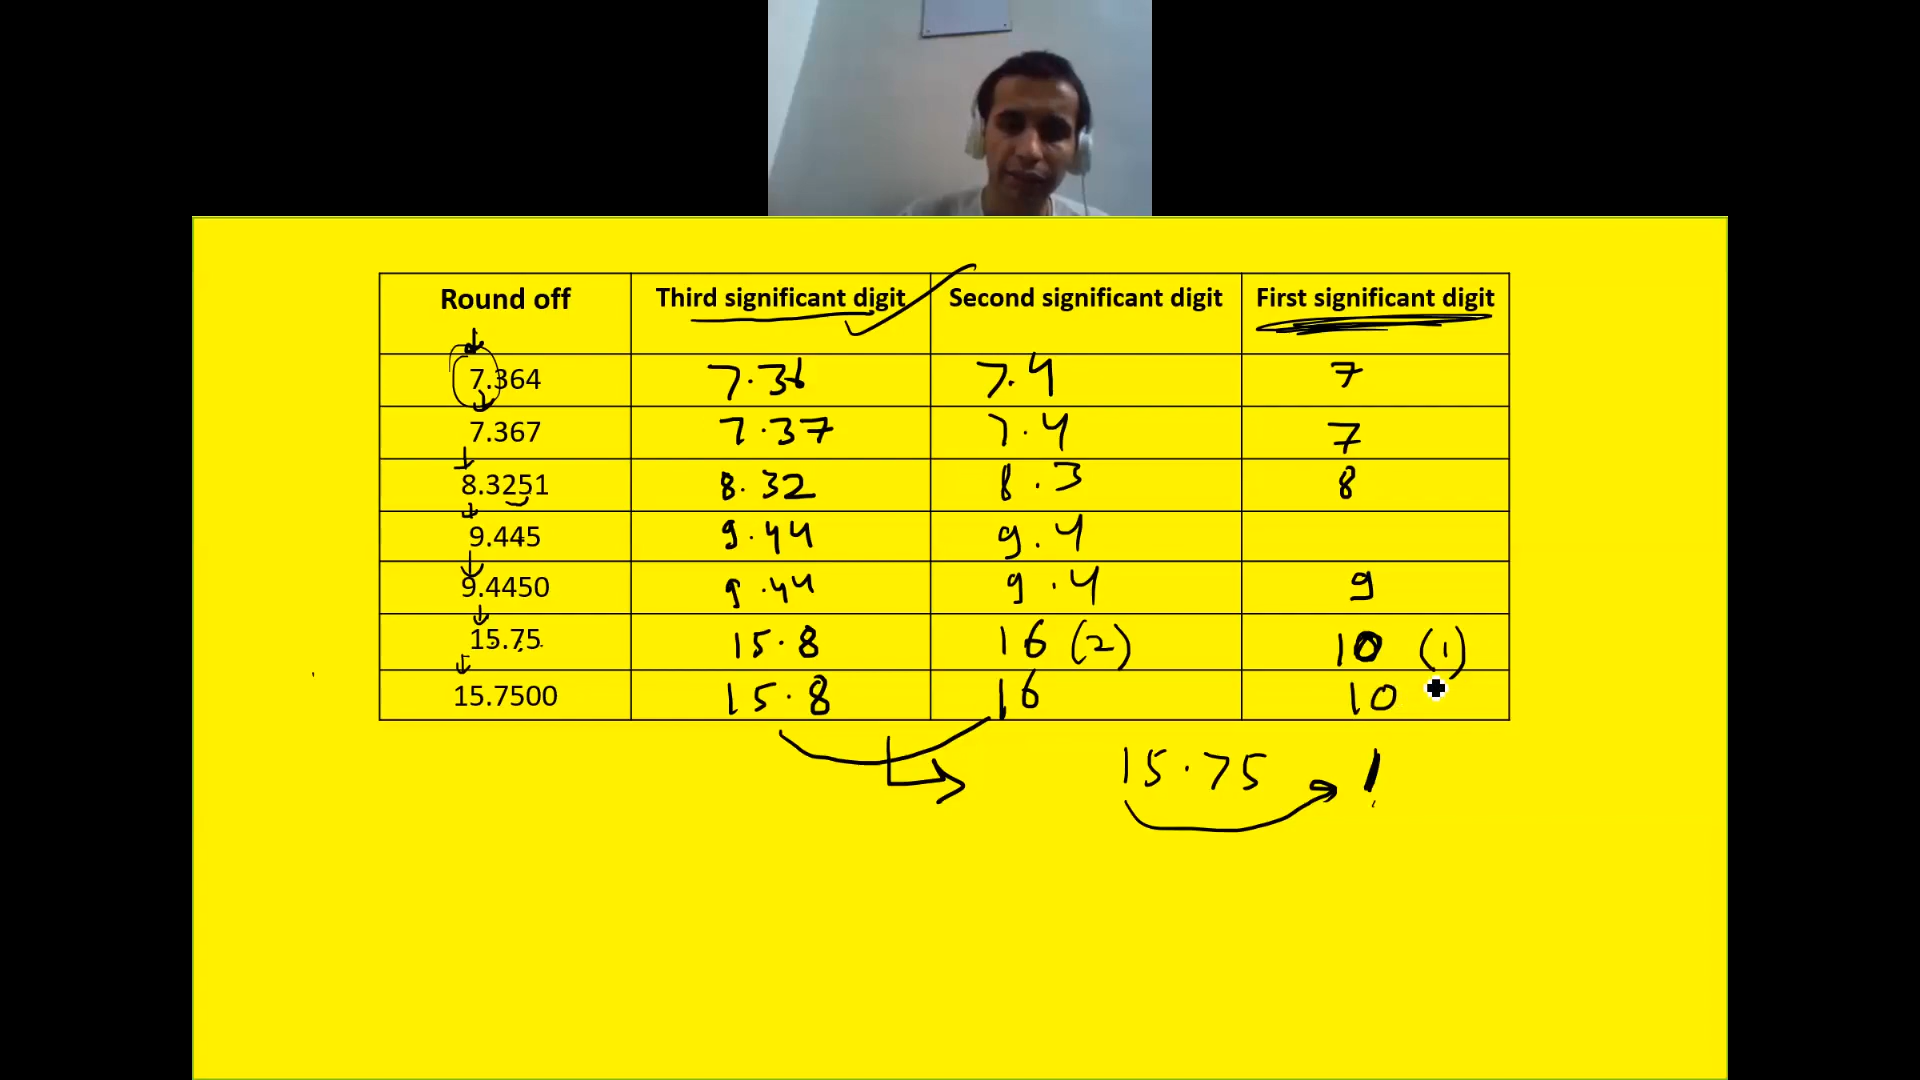 Round off Third significant digit Second significant digit First significant digit
7.364 7.36 7.4 7
7.367 7.37 7.4 7
8.3251 8.32 8.3 8
9.445 9.44 9.4
9.4450 9.44 9.4 9
15.75 15.8 16 (2) 10 (1)
15.7500 15.8 16 10
15.75 1